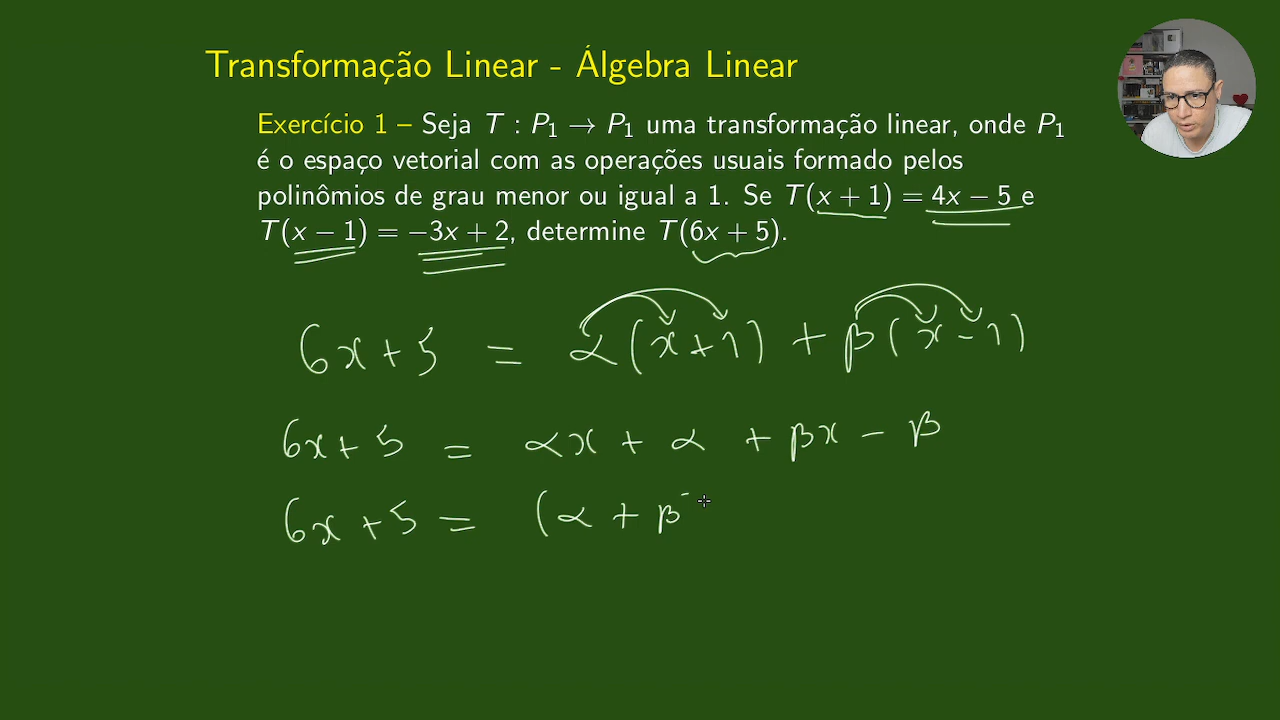 Transformação Linear - Álgebra Linear
Exercício 1 – Seja T : P₁ → P₁ uma transformação linear, onde P₁
é o espaço vetorial com as operações usuais formado pelos
polinômios de grau menor ou igual a 1. Se T(x + 1) = 4x − 5 e
T(x − 1) = −3x + 2, determine T(6x + 5).
6x + 5 = α(x + 1) + β(x − 1)
6x + 5 = αx + α + βx − β
6x + 5 = (α + β